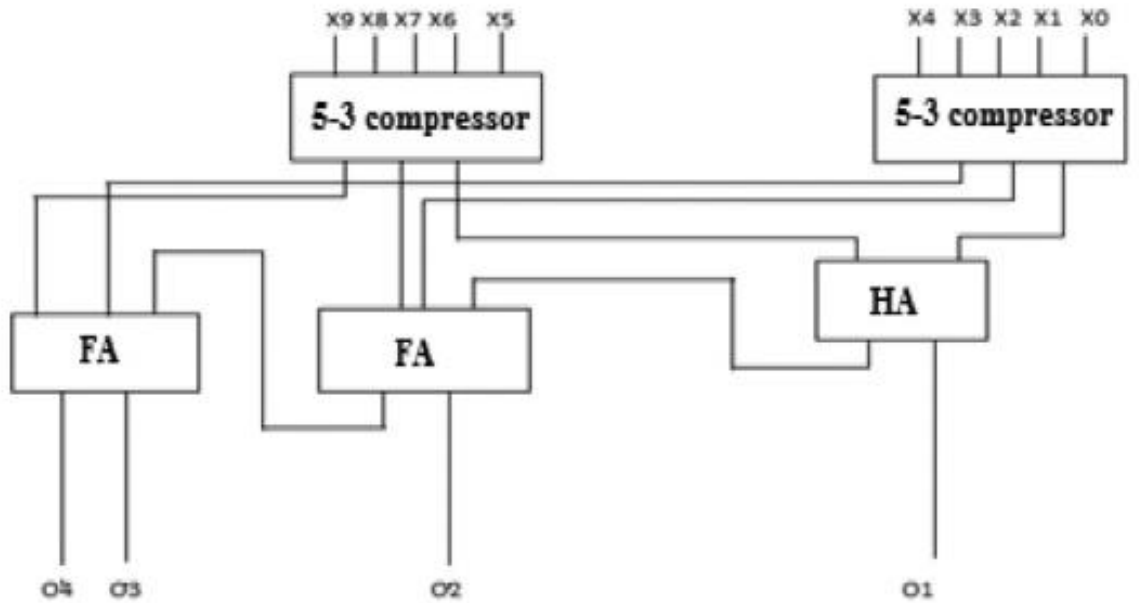 X9 X8 X7 X6 X5
X4 X3 X2 X1 X0
5-3 compressor
5-3 compressor
HA
FA
FA
O4 O3 O2 O1